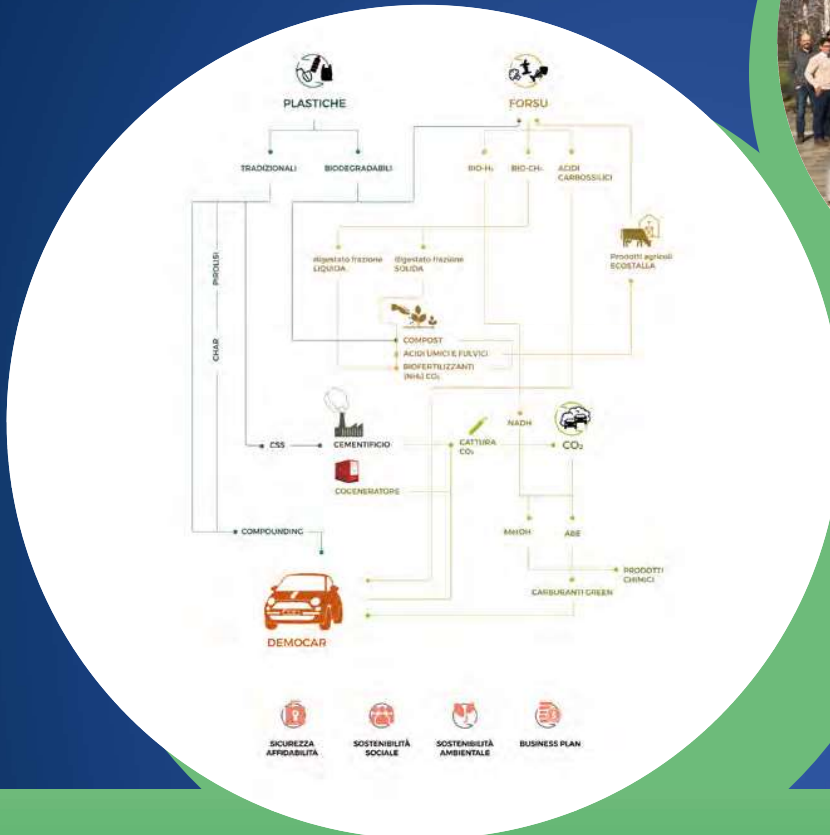 PLASTICHE
FORSU
TRADIZIONALI
BIODEGRADABILI
BIO-H₂
BIO-CH₄
ACIDI
CARBOSSILICI
PIROLISI
CHAR
digestato frazione
LIQUIDA
digestato frazione
SOLIDA
Prodotti agricoli
ECOSTALLA
COMPOST
ACIDI UMICI E FULVICI
BIOFERTILIZZANTI
(NH₄) CO₃
NADH
CSS
CEMENTIFICIO
CATTURA
CO₂
CO₂
COGENERATORE
COMPOUNDING
MeOH
ABE
PRODOTTI
CHIMICI
CARBURANTI GREEN
DEMOCAR
SICUREZZA
AFFIDABILITÀ
SOSTENIBILITÀ
SOCIALE
SOSTENIBILITÀ
AMBIENTALE
BUSINESS PLAN